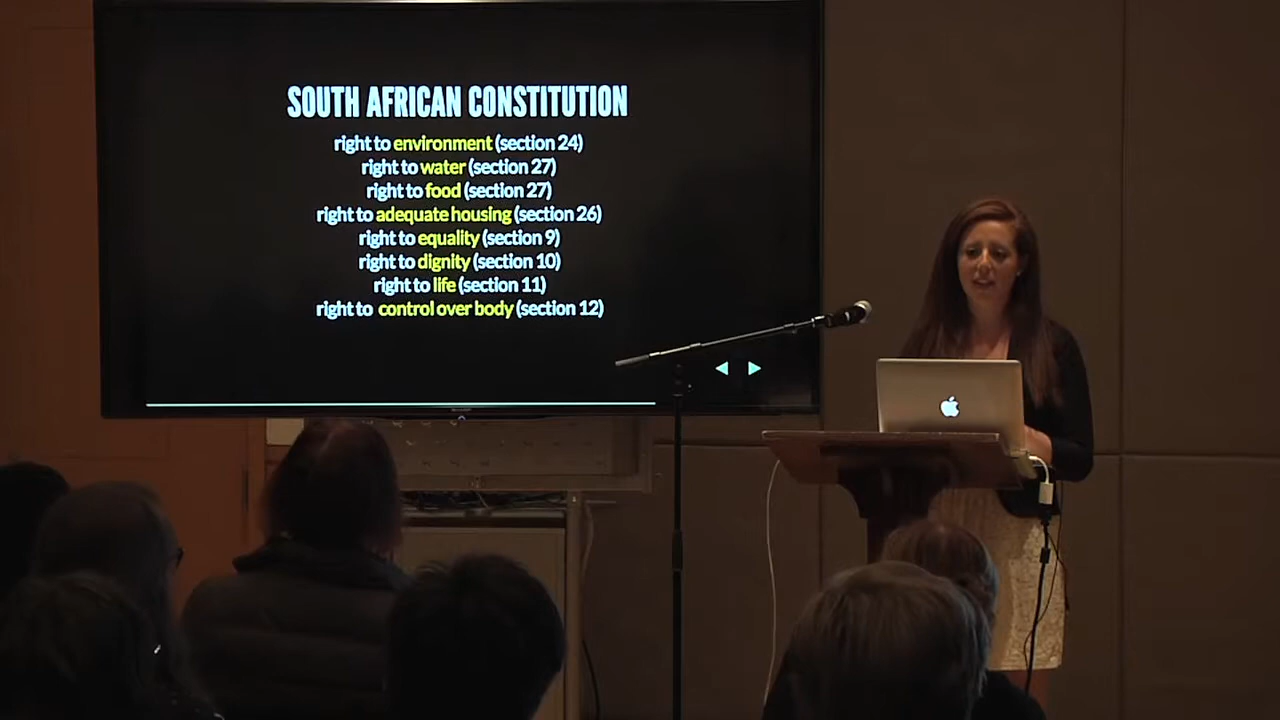 SOUTH AFRICAN CONSTITUTION
right to environment (section 24)
right to water (section 27)
right to food (section 27)
right to adequate housing (section 26)
right to equality (section 9)
right to dignity (section 10)
right to life (section 11)
right to control over body (section 12)